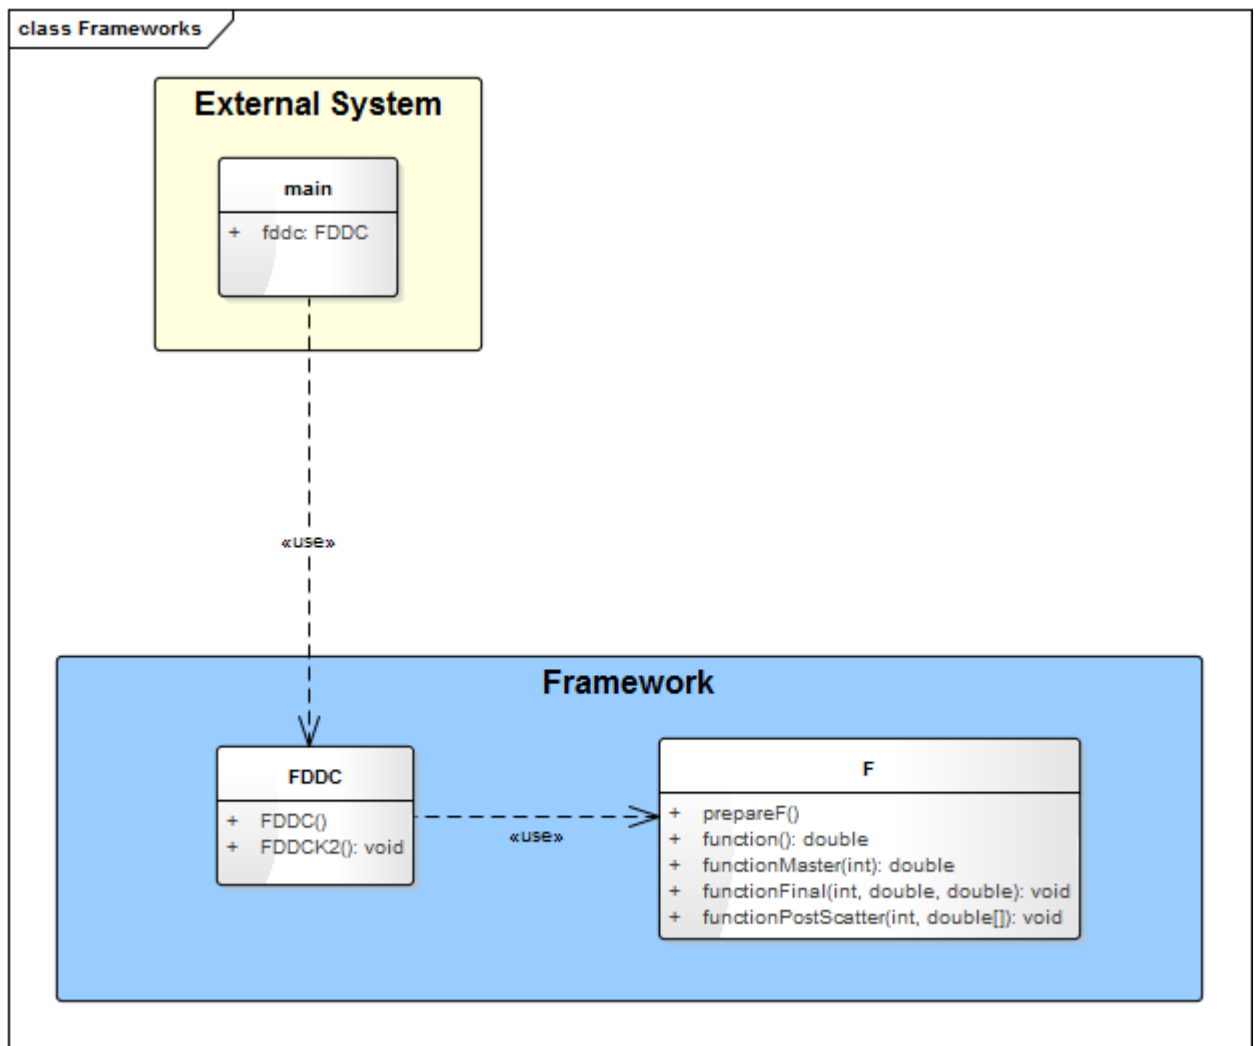 class Frameworks
External System
main
+ fddc: FDDC
«use»
Framework
FDDC
+ FDDC()
+ FDDCK2(): void
«use»
F
+ prepareF()
+ function(): double
+ functionMaster(int): double
+ functionFinal(int, double, double): void
+ functionPostScatter(int, double[]): void